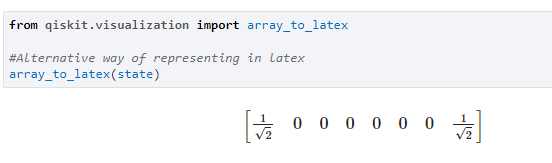 from qiskit.visualization import array_to_latex
#Alternative way of representing in latex
array_to_latex(state)
[1/√2 0 0 0 0 0 0 1/√2]